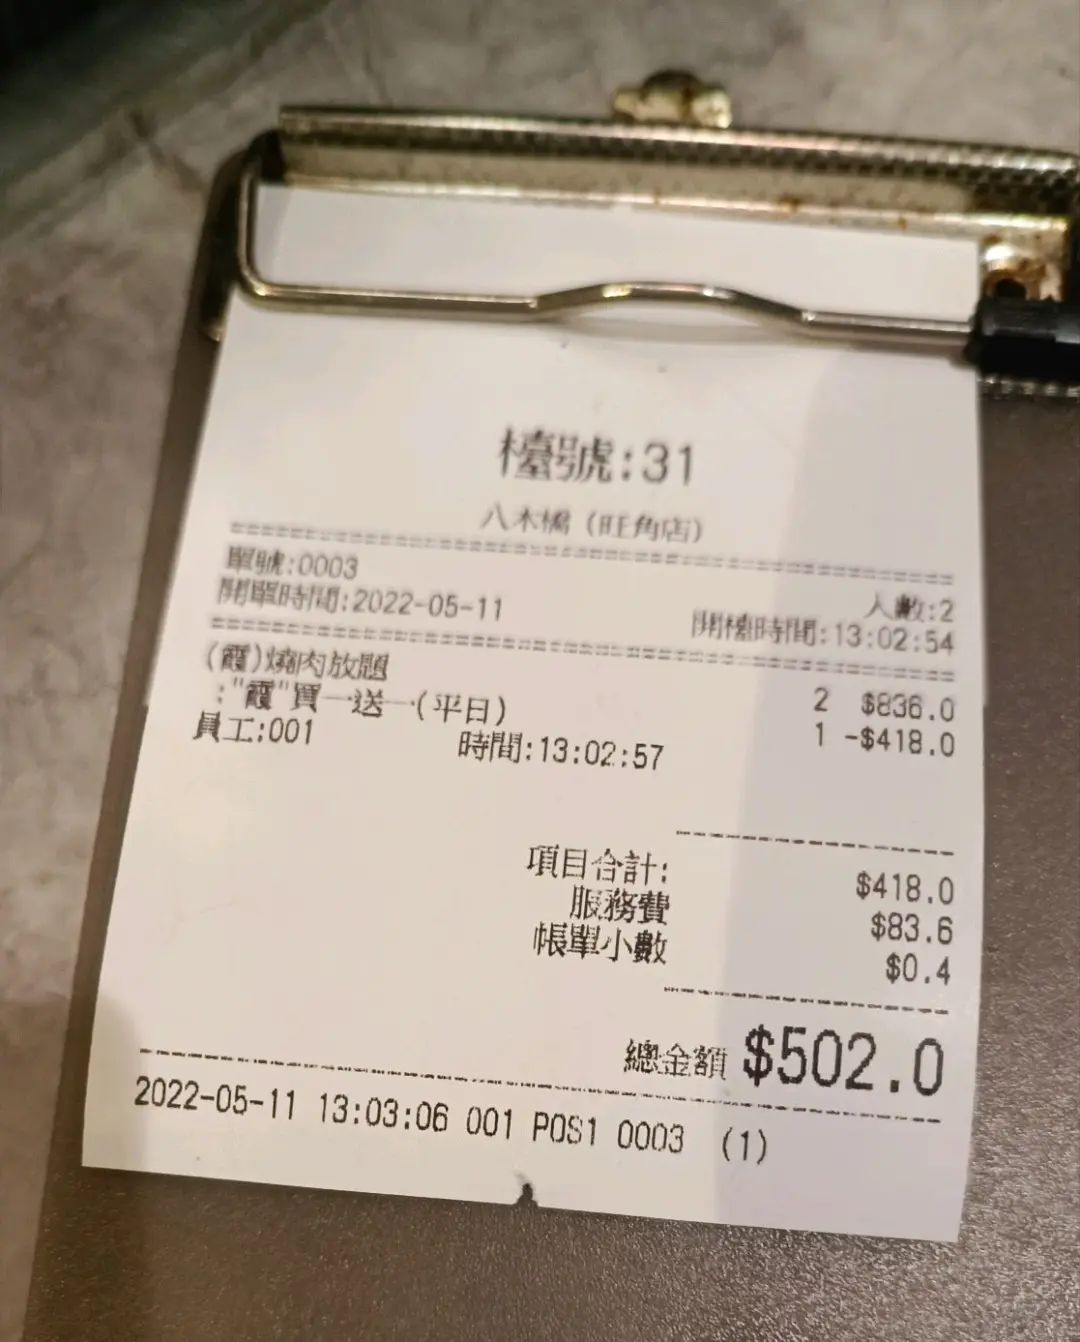 檯號:31
八木橋 (旺角店)
單號:0003 人數:2
開單時間:2022-05-11 開檯時間:13:02:54
(霞)燒肉放題 2 $836.0
:"霞"買一送一(平日) 1 -$418.0
員工:001 時間:13:02:57
項目合計: $418.0
服務費 $83.6
帳單小數 $0.4
總金額 $502.0
2022-05-11 13:03:06 001 POS1 0003 (1)